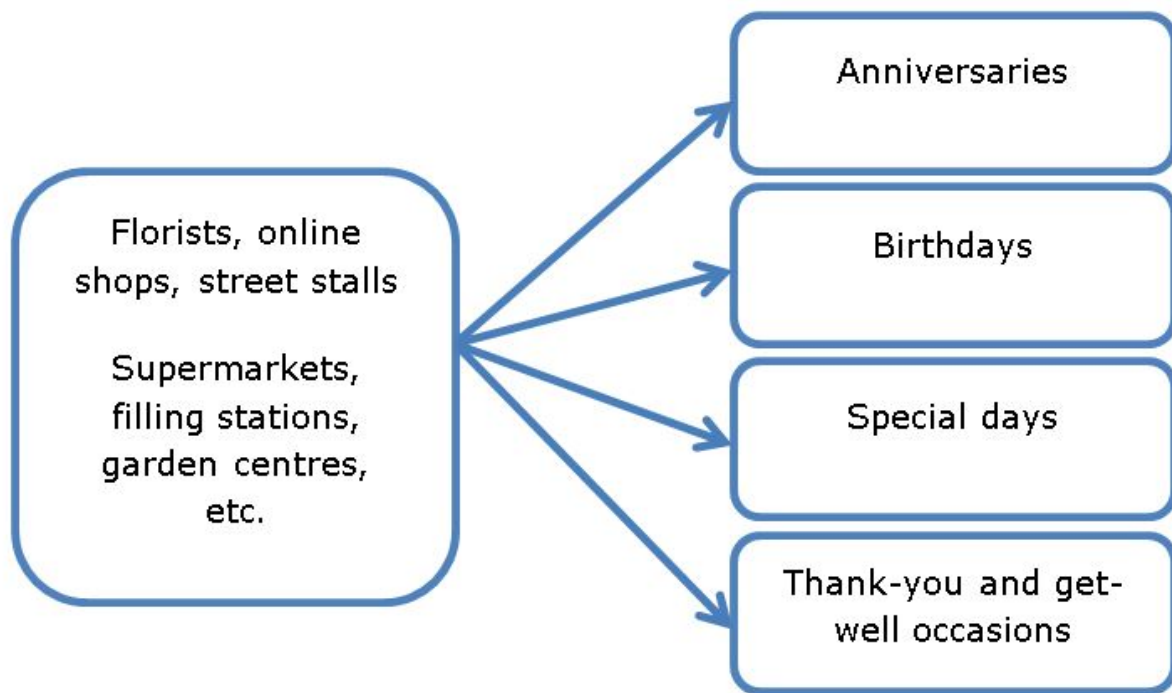 Florists, online
shops, street stalls
Supermarkets,
filling stations,
garden centres,
etc.
Anniversaries
Birthdays
Special days
Thank-you and get-
well occasions